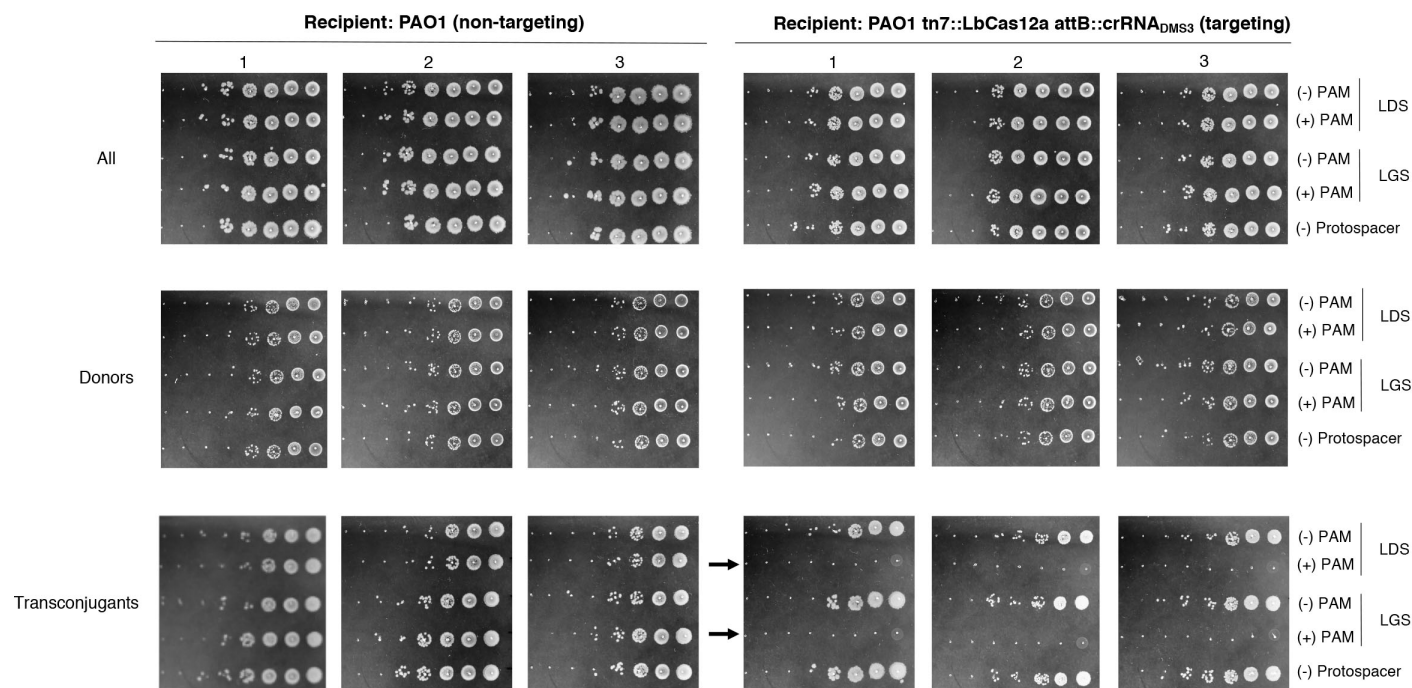 Recipient: PAO1 (non-targeting)
Recipient: PAO1 tn7::LbCas12a attB::crRNADMS3 (targeting)
1 2 3 1 2 3
All
(-) PAM
(+) PAM
LDS
(-) PAM
(+) PAM
LGS
(-) Protospacer
Donors
(-) PAM
(+) PAM
LDS
(-) PAM
(+) PAM
LGS
(-) Protospacer
Transconjugants
(-) PAM
(+) PAM
LDS
(-) PAM
(+) PAM
LGS
(-) Protospacer